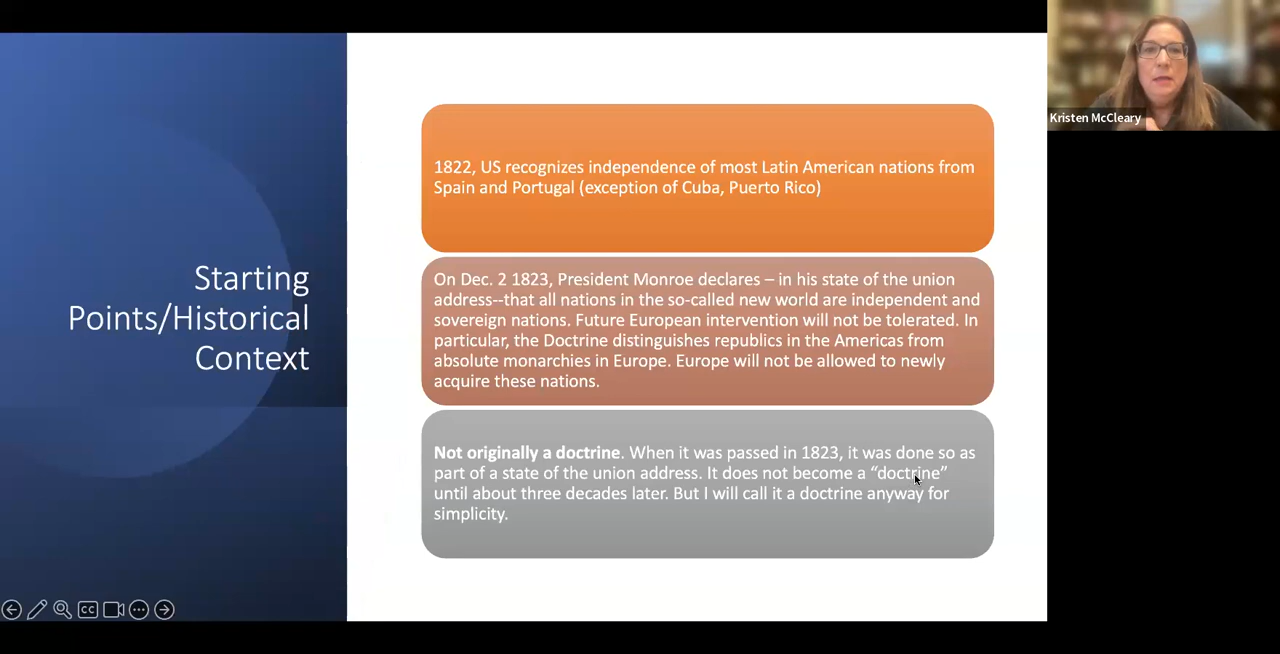 Starting
Points/Historical
Context
1822, US recognizes independence of most Latin American nations from
Spain and Portugal (exception of Cuba, Puerto Rico)
On Dec. 2 1823, President Monroe declares – in his state of the union
address--that all nations in the so-called new world are independent and
sovereign nations. Future European intervention will not be tolerated. In
particular, the Doctrine distinguishes republics in the Americas from
absolute monarchies in Europe. Europe will not be allowed to newly
acquire these nations.
Not originally a doctrine. When it was passed in 1823, it was done so as
part of a state of the union address. It does not become a “doctrine”
until about three decades later. But I will call it a doctrine anyway for
simplicity.
Kristen McCleary
CC